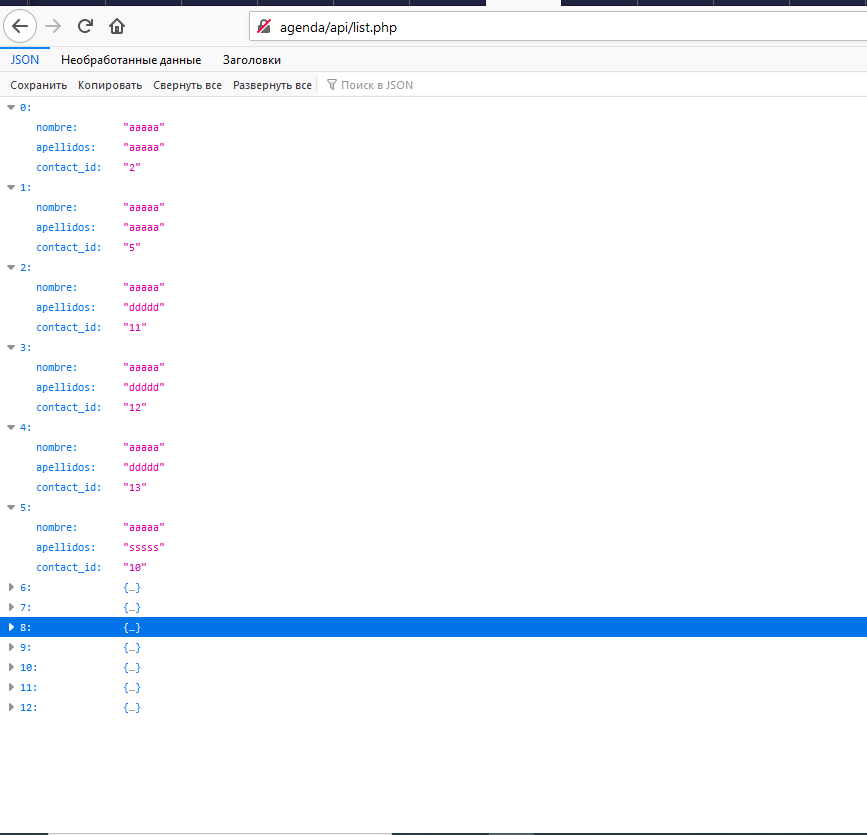 agenda/api/list.php
JSON Необработанные данные Заголовки
Сохранить Копировать Свернуть все Развернуть все Поиск в JSON
0:
nombre: "aaaaa"
apellidos: "aaaaa"
contact_id: "2"
1:
nombre: "aaaaa"
apellidos: "aaaaa"
contact_id: "5"
2:
nombre: "aaaaa"
apellidos: "ddddd"
contact_id: "11"
3:
nombre: "aaaaa"
apellidos: "ddddd"
contact_id: "12"
4:
nombre: "aaaaa"
apellidos: "ddddd"
contact_id: "13"
5:
nombre: "aaaaa"
apellidos: "sssss"
contact_id: "10"
6: {…}
7: {…}
8: {…}
9: {…}
10: {…}
11: {…}
12: {…}